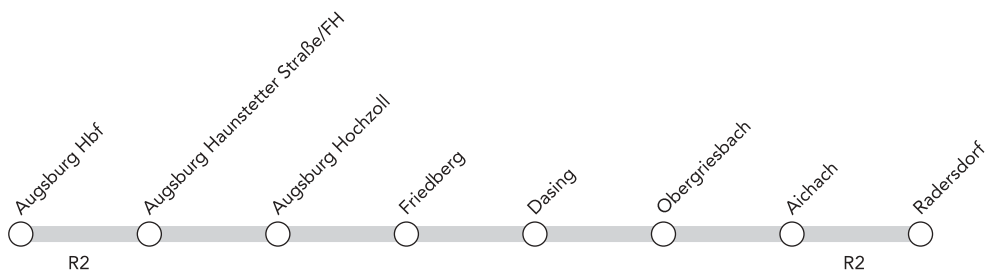 Augsburg Hbf
Augsburg Haunstetter Straße/FH
Augsburg Hochzoll
Friedberg
Dasing
Obergriesbach
Aichach
Radersdorf
R2
R2